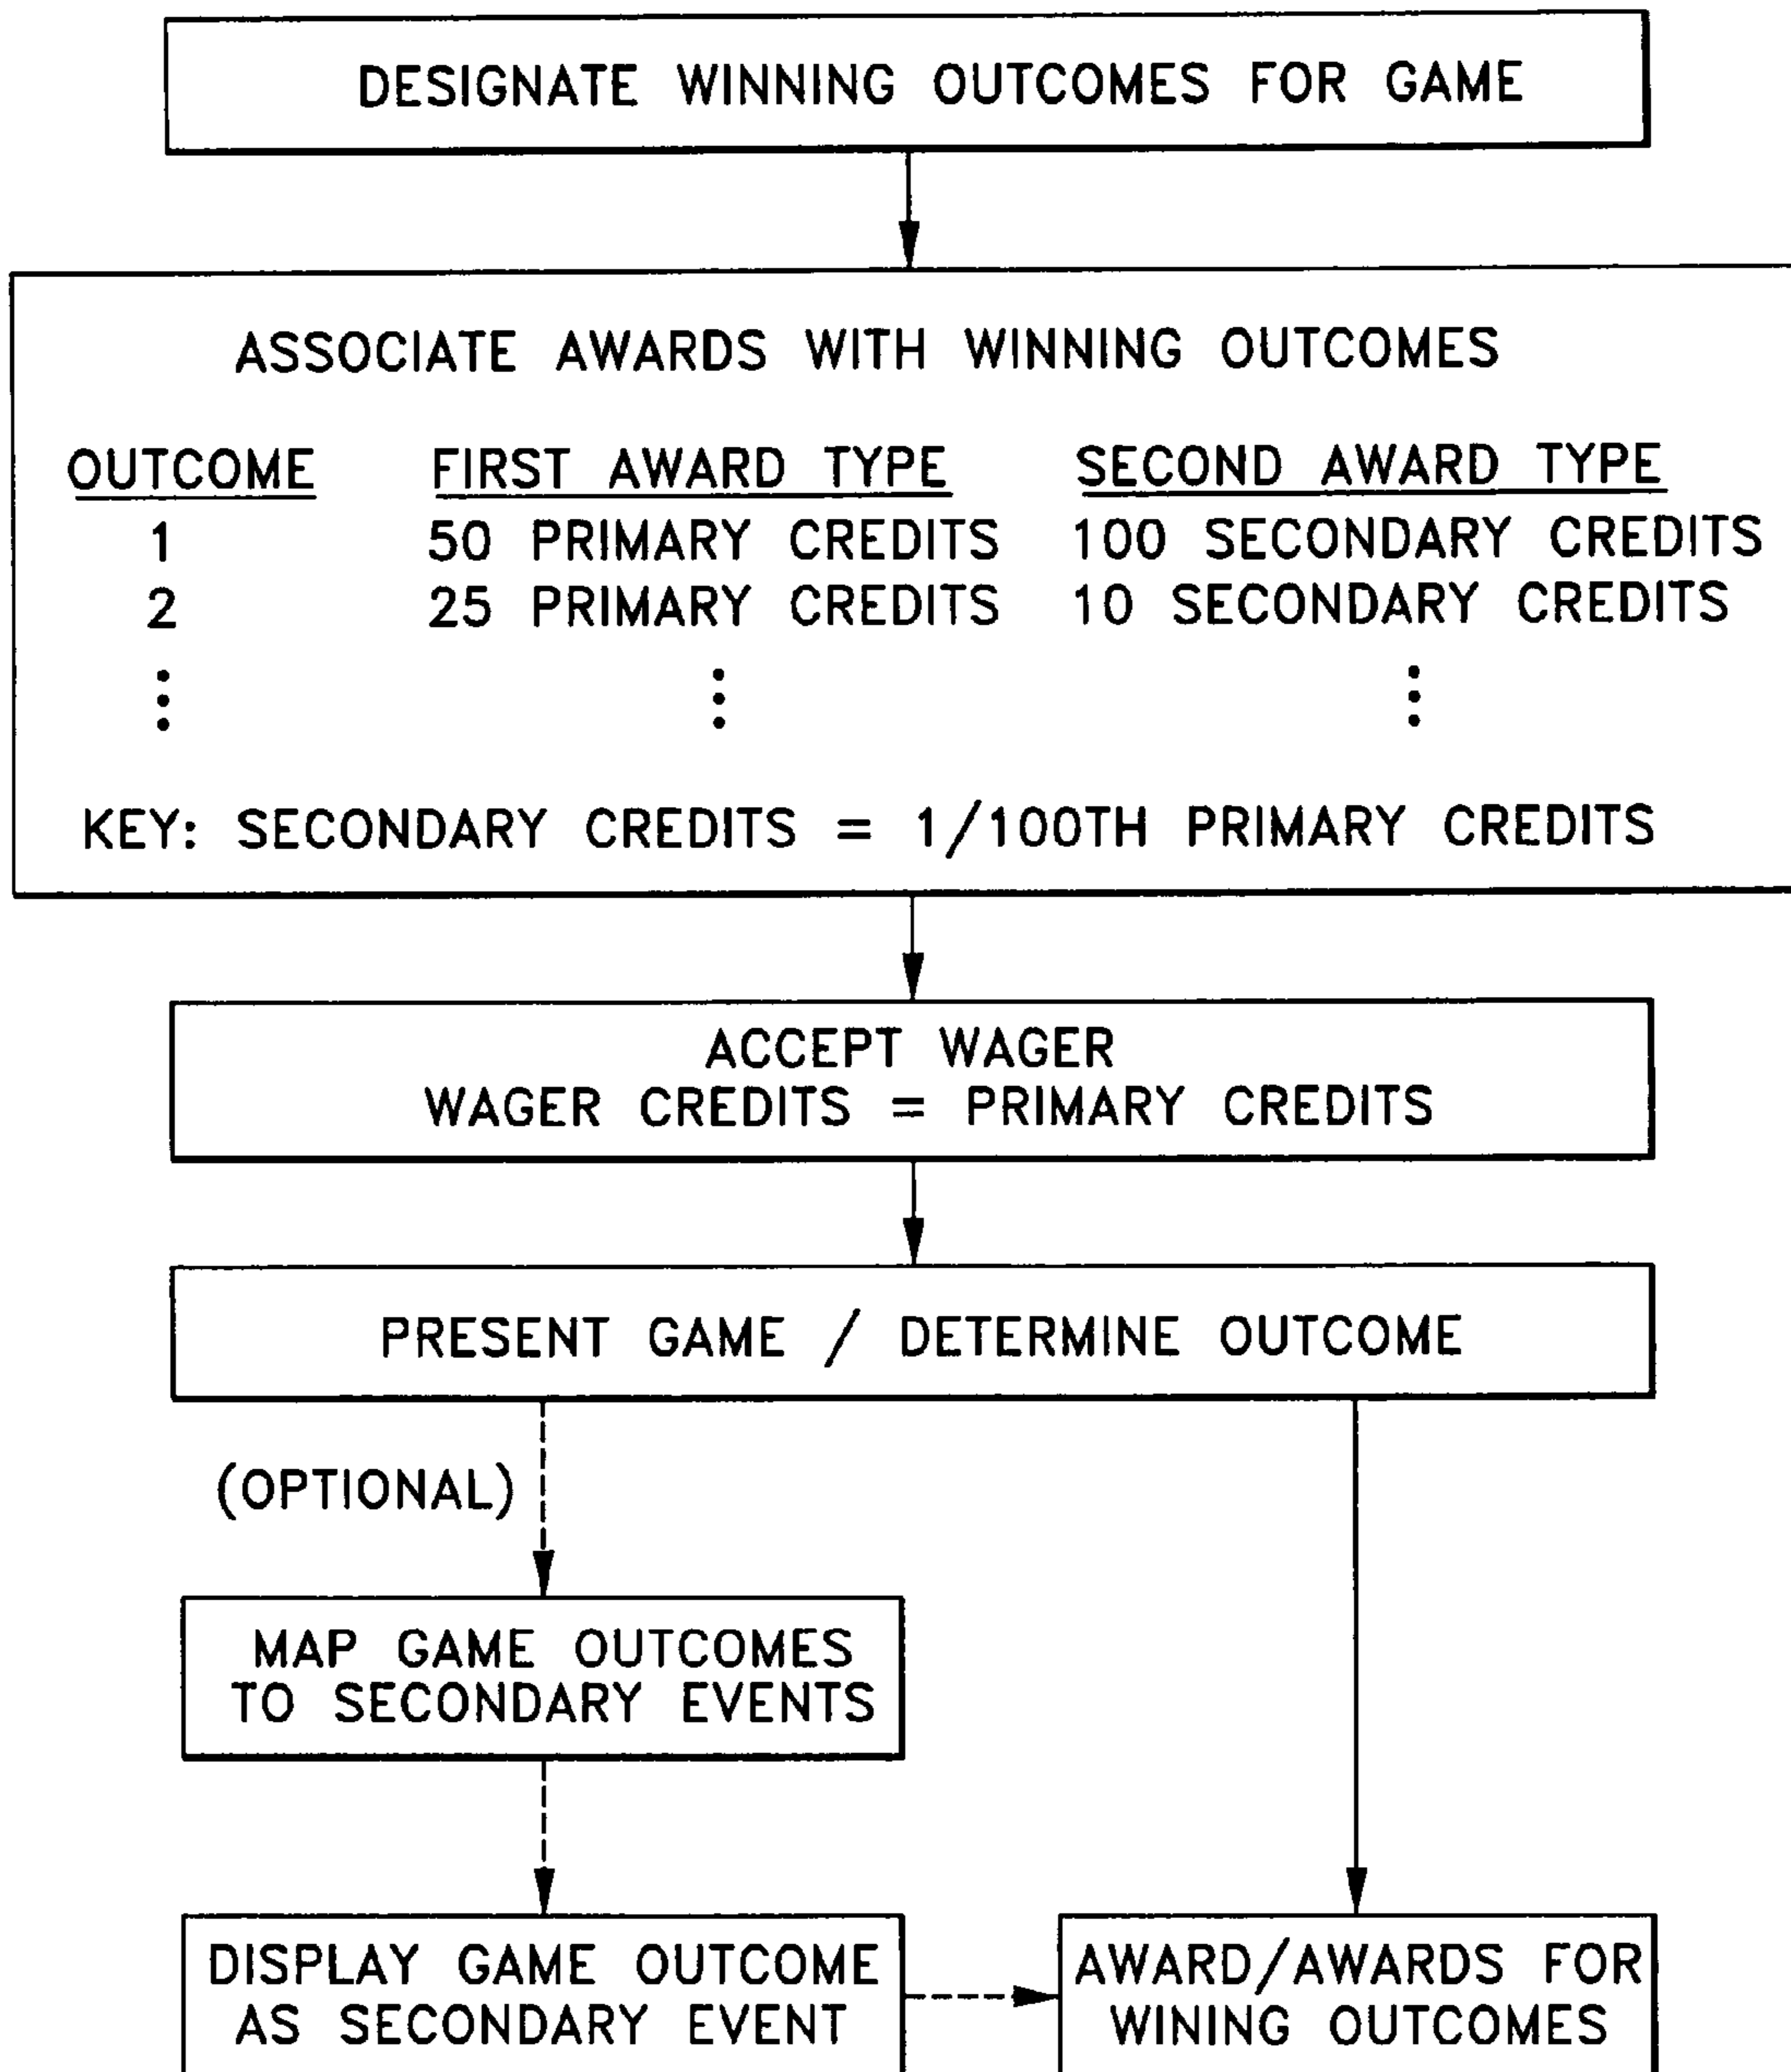 DESIGNATE WINNING OUTCOMES FOR GAME
ASSOCIATE AWARDS WITH WINNING OUTCOMES
OUTCOME FIRST AWARD TYPE SECOND AWARD TYPE
1 50 PRIMARY CREDITS 100 SECONDARY CREDITS
2 25 PRIMARY CREDITS 10 SECONDARY CREDITS
⋮ ⋮ ⋮
KEY: SECONDARY CREDITS = 1/100TH PRIMARY CREDITS
ACCEPT WAGER
WAGER CREDITS = PRIMARY CREDITS
PRESENT GAME / DETERMINE OUTCOME
(OPTIONAL)
MAP GAME OUTCOMES
TO SECONDARY EVENTS
DISPLAY GAME OUTCOME
AS SECONDARY EVENT
AWARD/AWARDS FOR
WINING OUTCOMES